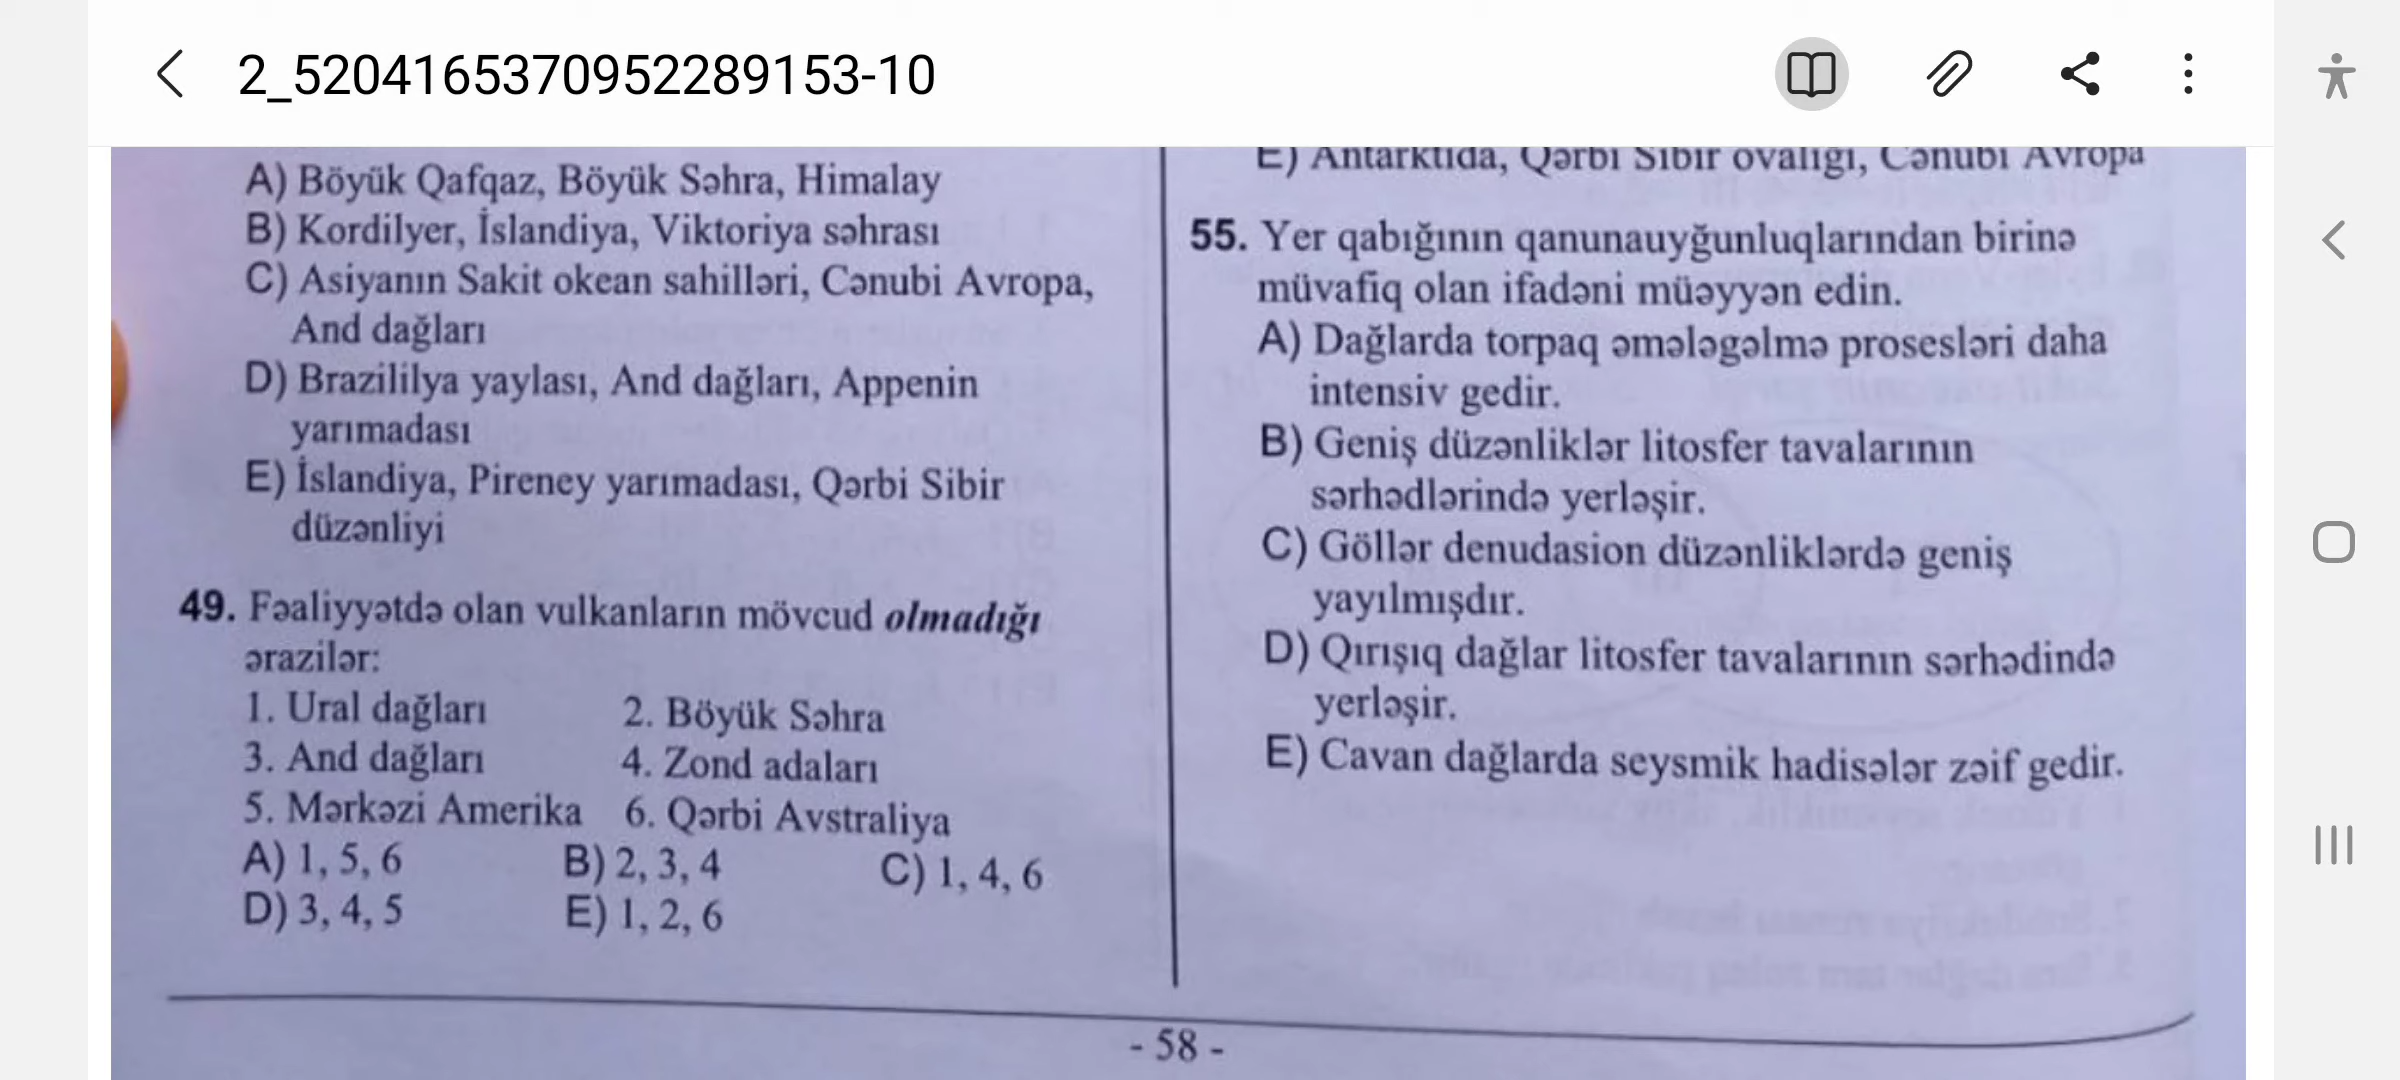 2_5204165370952289153-10
A) Böyük Qafqaz, Böyük Səhra, Himalay
B) Kordilyer, İslandiya, Viktoriya səhrası
C) Asiyanın Sakit okean sahilləri, Cənubi Avropa,
And dağları
D) Brazililya yaylası, And dağları, Appenin
yarımadası
E) İslandiya, Pireney yarımadası, Qərbi Sibir
düzənliyi
49. Fəaliyyətdə olan vulkanların mövcud olmadığı
ərazilər:
1. Ural dağları 2. Böyük Səhra
3. And dağları 4. Zond adaları
5. Mərkəzi Amerika 6. Qərbi Avstraliya
A) 1, 5, 6 B) 2, 3, 4 C) 1, 4, 6
D) 3, 4, 5 E) 1, 2, 6
E) Antarktida, Qərbi Sibir ovalığı, Cənubi Avropa
55. Yer qabığının qanunauyğunluqlarından birinə
müvafiq olan ifadəni müəyyən edin.
A) Dağlarda torpaq əmələgəlmə prosesləri daha
intensiv gedir.
B) Geniş düzənliklər litosfer tavalarının
sərhədlərində yerləşir.
C) Göllər denudasion düzənliklərdə geniş
yayılmışdır.
D) Qırışıq dağlar litosfer tavalarının sərhədində
yerləşir.
E) Cavan dağlarda seysmik hadisələr zəif gedir.
- 58 -